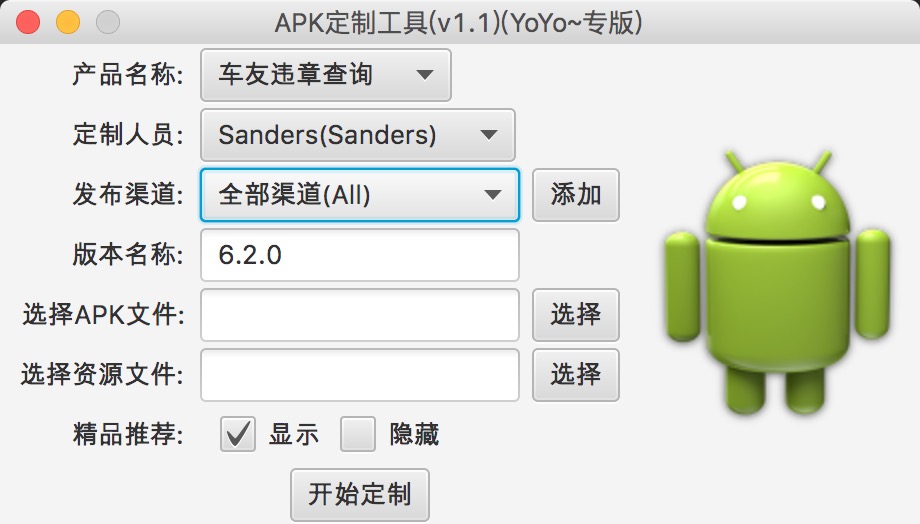 APK定制工具(v1.1)(YoYo~专版)
产品名称: 车友违章查询
定制人员: Sanders(Sanders)
发布渠道: 全部渠道(All) 添加
版本名称: 6.2.0
选择APK文件: 选择
选择资源文件: 选择
精品推荐: 显示 隐藏
开始定制